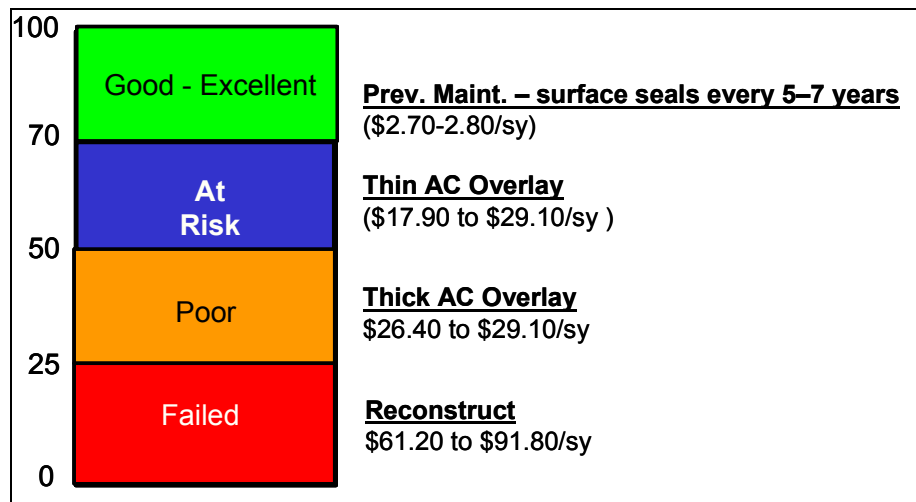 100
Good - Excellent
Prev. Maint. – surface seals every 5–7 years
($2.70-2.80/sy)
70
At
Risk
Thin AC Overlay
($17.90 to $29.10/sy )
50
Poor
Thick AC Overlay
$26.40 to $29.10/sy
25
Failed
Reconstruct
$61.20 to $91.80/sy
0